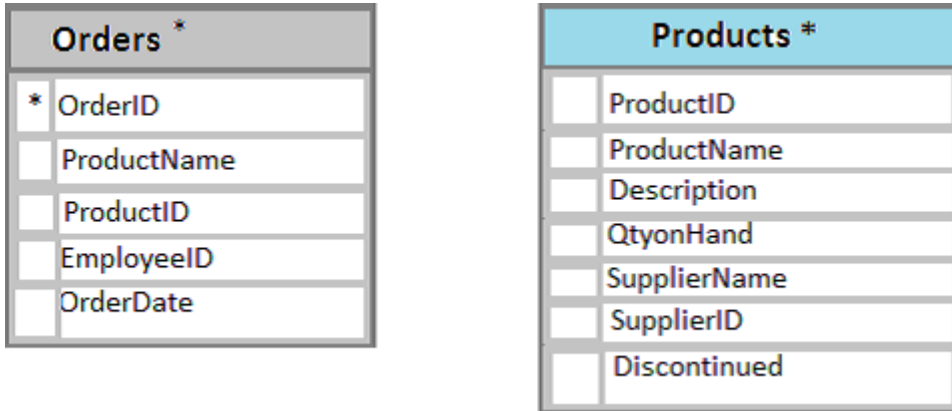 Orders *
* OrderID
ProductName
ProductID
EmployeeID
OrderDate
Products *
ProductID
ProductName
Description
QtyonHand
SupplierName
SupplierID
Discontinued